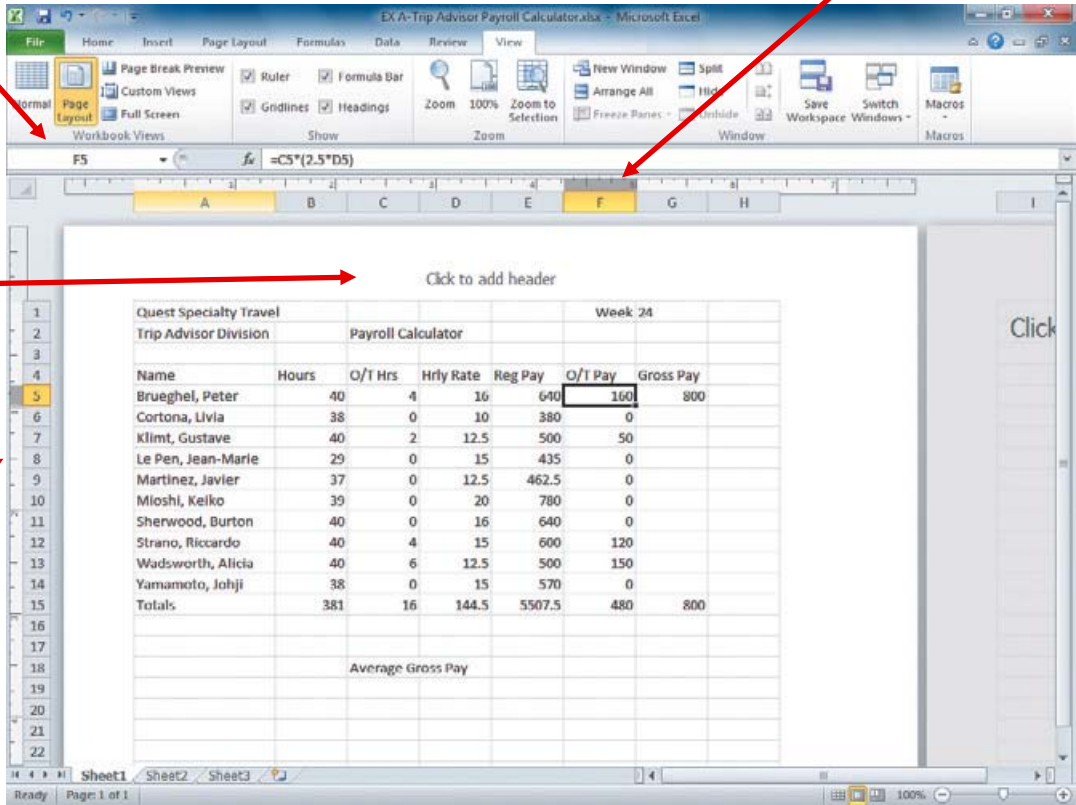 EX A-Trip Advisor Payroll Calculator.xlsx - Microsoft Excel
File Home Insert Page Layout Formulas Data Review View
Normal Page Layout Page Break Preview Custom Views Full Screen
Ruler Formula Bar Gridlines Headings
Zoom 100% Zoom to Selection
New Window Arrange All Freeze Panes Split Hide Unhide
Save Workspace Switch Windows Macros
Workbook Views Show Zoom Window Macros
F5 fx =C5*(2.5*D5)
A B C D E F G H I
Click to add header
1 Quest Specialty Travel Week 24
2 Trip Advisor Division Payroll Calculator
Click
3
4 Name Hours O/T Hrs Hrly Rate Reg Pay O/T Pay Gross Pay
5 Brueghel, Peter 40 4 16 640 160 800
6 Cortona, Livia 38 0 10 380 0
7 Klimt, Gustave 40 2 12.5 500 50
8 Le Pen, Jean-Marie 29 0 15 435 0
9 Martinez, Javier 37 0 12.5 462.5 0
10 Mioshi, Keiko 39 0 20 780 0
11 Sherwood, Burton 40 0 16 640 0
12 Strano, Riccardo 40 4 15 600 120
13 Wadsworth, Alicia 40 6 12.5 500 150
14 Yamamoto, Johji 38 0 15 570 0
15 Totals 381 16 144.5 5507.5 480 800
16
17
18 Average Gross Pay
19
20
21
22
Sheet1 Sheet2 Sheet3
Ready Page: 1 of 1 100%